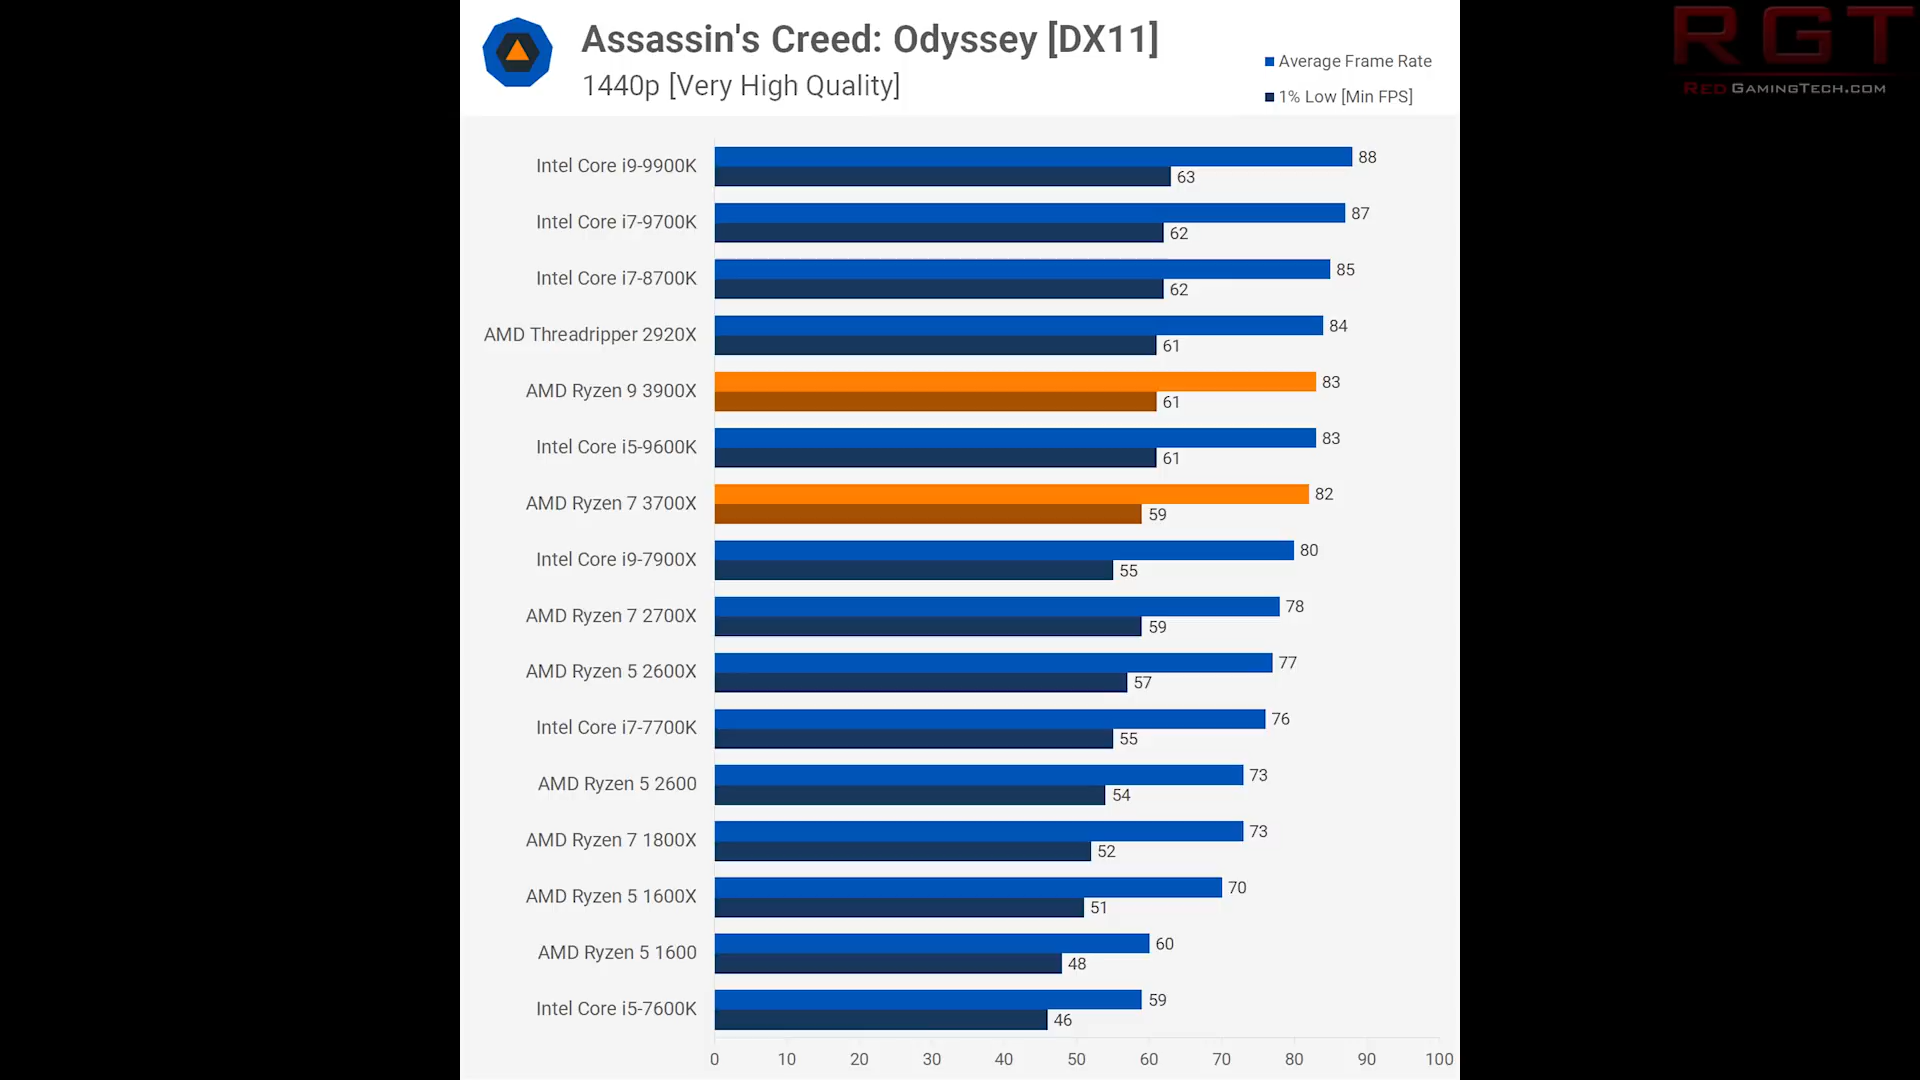 Assassin's Creed: Odyssey [DX11]
1440p [Very High Quality]
Average Frame Rate
1% Low [Min FPS]
RGT
RedGamingTech.com
Intel Core i9-9900K
88
63
Intel Core i7-9700K
87
62
Intel Core i7-8700K
85
62
AMD Threadripper 2920X
84
61
AMD Ryzen 9 3900X
83
61
Intel Core i5-9600K
83
61
AMD Ryzen 7 3700X
82
59
Intel Core i9-7900X
80
55
AMD Ryzen 7 2700X
78
59
AMD Ryzen 5 2600X
77
57
Intel Core i7-7700K
76
55
AMD Ryzen 5 2600
73
54
AMD Ryzen 7 1800X
73
52
AMD Ryzen 5 1600X
70
51
AMD Ryzen 5 1600
60
48
Intel Core i5-7600K
59
46
0 10 20 30 40 50 60 70 80 90 100